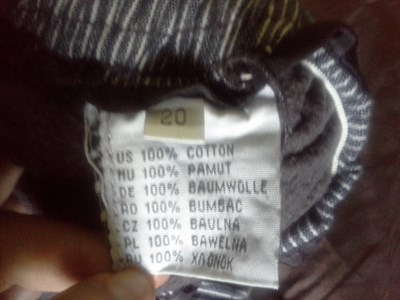 20
US 100% COTTON
HU 100% PAMUT
DE 100% BAUMWOLLE
RO 100% BUMBAC
CZ 100% BAULNA
PL 100% BAWEŁNA
RU 100% ХЛОПОК